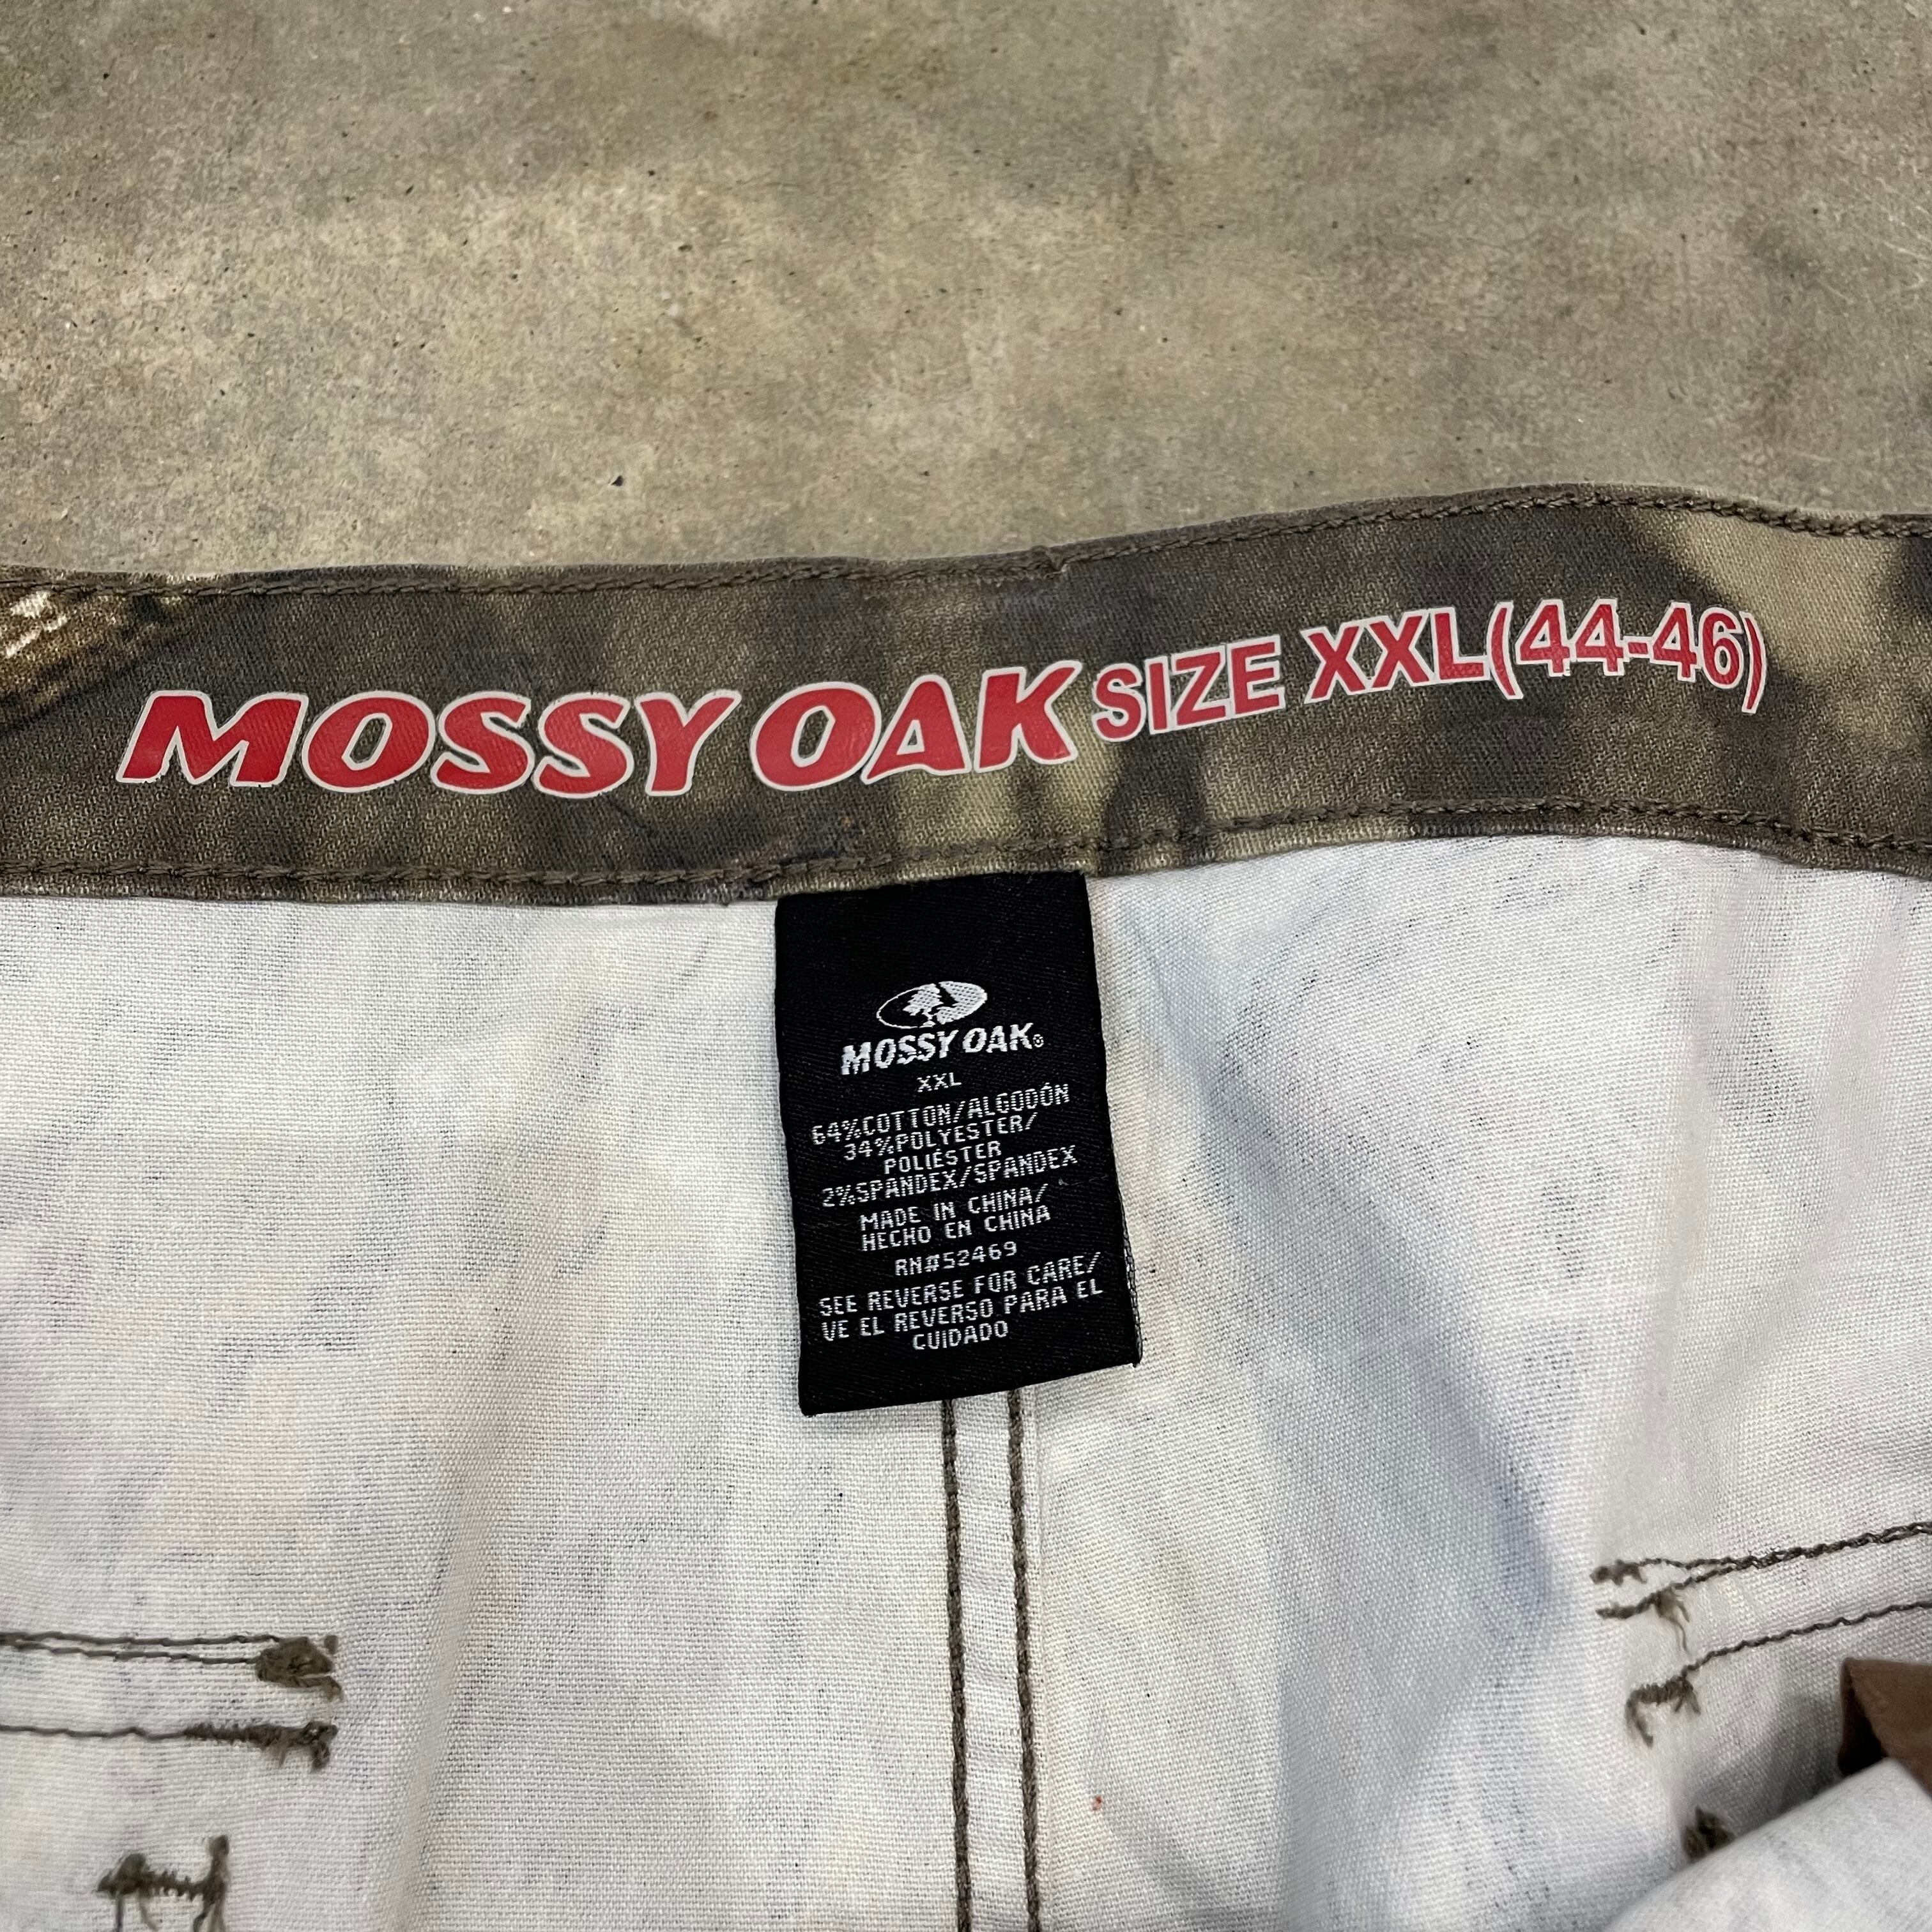 MOSSY OAK SIZE XXL(44-46)
MOSSY OAK®
XXL
64%COTTON/ALGODÓN
34%POLYESTER/
POLIÉSTER
2%SPANDEX/SPANDEX
MADE IN CHINA/
HECHO EN CHINA
RN#52469
SEE REVERSE FOR CARE/
VE EL REVERSO PARA EL
CUIDADO